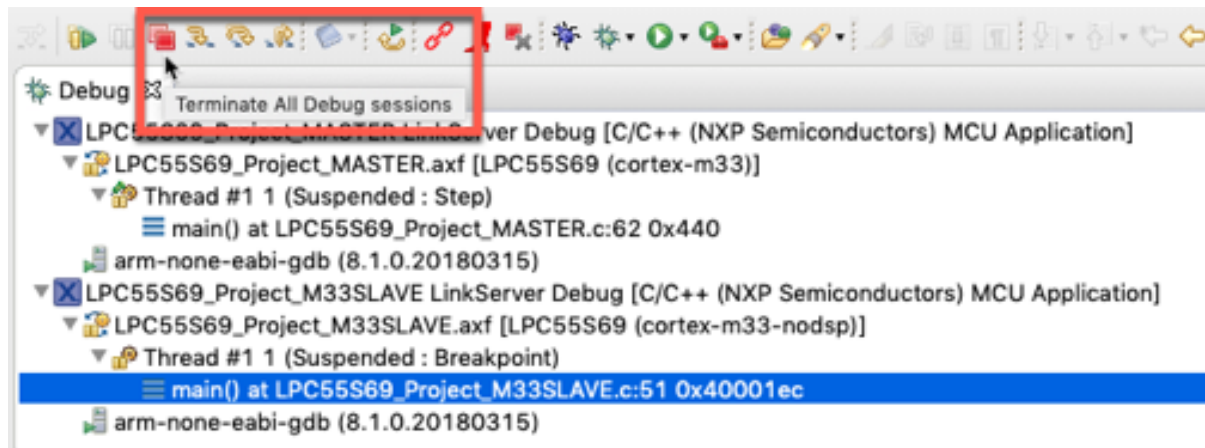 Debug
Terminate All Debug sessions
LPC55S69_Project_MASTER LinkServer Debug [C/C++ (NXP Semiconductors) MCU Application]
LPC55S69_Project_MASTER.axf [LPC55S69 (cortex-m33)]
Thread #1 1 (Suspended : Step)
main() at LPC55S69_Project_MASTER.c:62 0x440
arm-none-eabi-gdb (8.1.0.20180315)
LPC55S69_Project_M33SLAVE LinkServer Debug [C/C++ (NXP Semiconductors) MCU Application]
LPC55S69_Project_M33SLAVE.axf [LPC55S69 (cortex-m33-nodsp)]
Thread #1 1 (Suspended : Breakpoint)
main() at LPC55S69_Project_M33SLAVE.c:51 0x40001ec
arm-none-eabi-gdb (8.1.0.20180315)